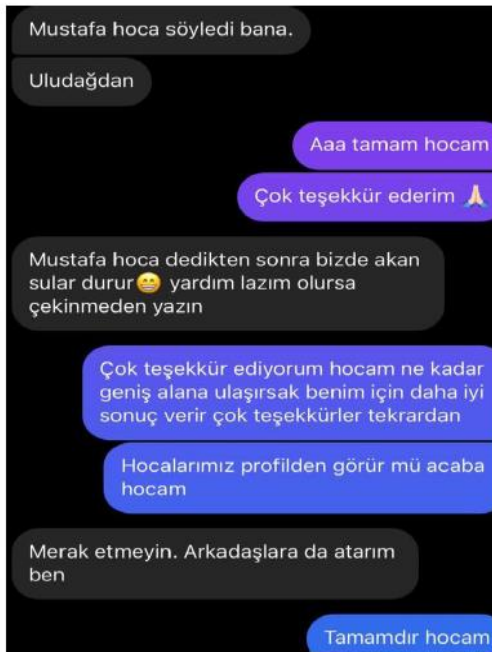 Mustafa hoca söyledi bana.
Uludağdan
Aaa tamam hocam
Çok teşekkür ederim 🙏🏻
Mustafa hoca dedikten sonra bizde akan
sular durur😁 yardım lazım olursa
çekinmeden yazın
Çok teşekkür ediyorum hocam ne kadar
geniş alana ulaşırsak benim için daha iyi
sonuç verir çok teşekkürler tekrardan
Hocalarımız profilden görür mü acaba
hocam
Merak etmeyin. Arkadaşlara da atarım
ben
Tamamdır hocam